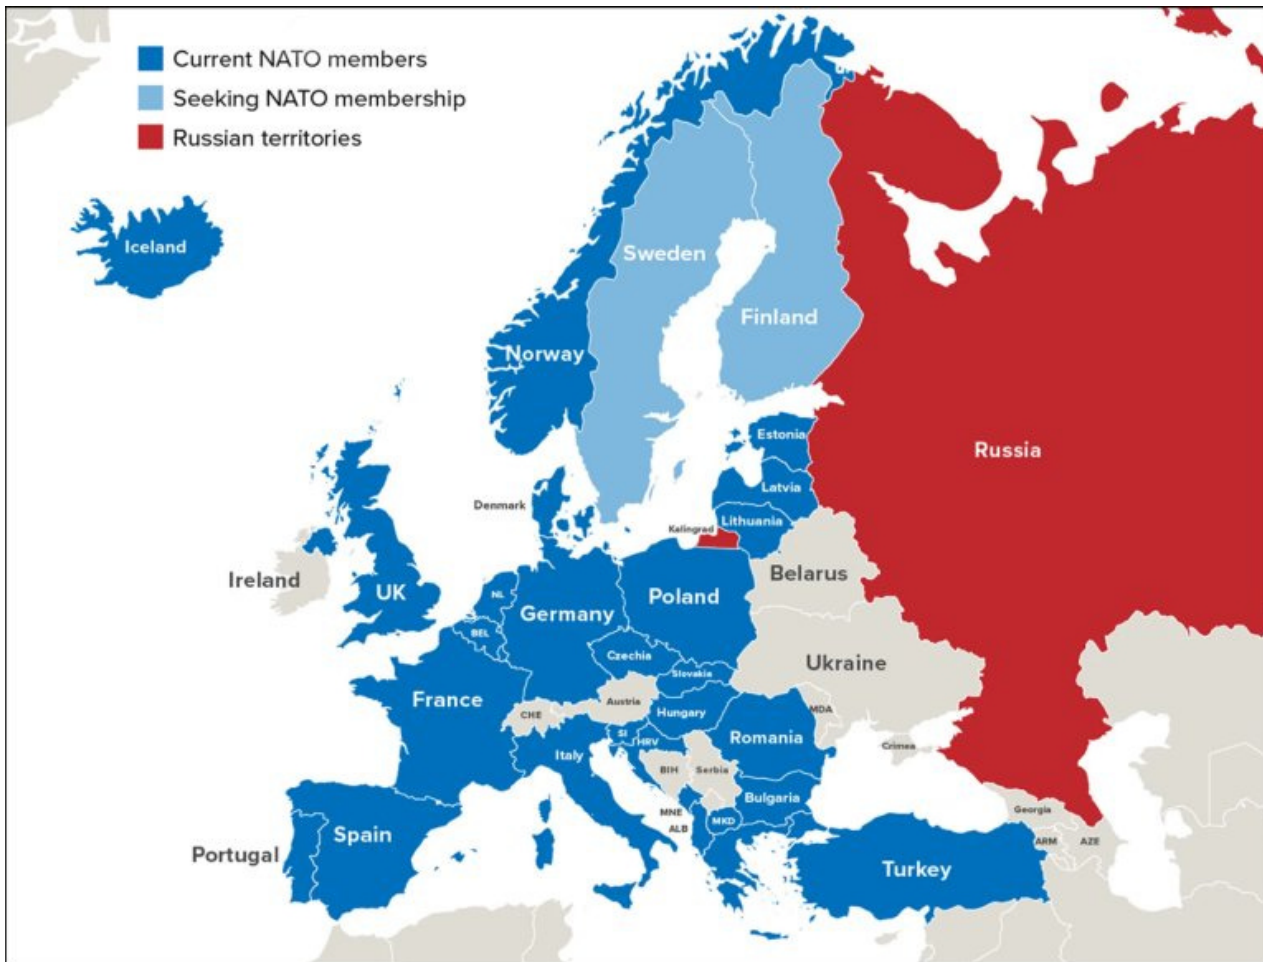 Current NATO members
Seeking NATO membership
Russian territories
Iceland
Sweden
Finland
Norway
Estonia
Russia
Latvia
Denmark
Lithuania
Kalingrad
Belarus
Ireland
UK
NL
Poland
Germany
BEL
Czechia
Ukraine
Slovakia
France
Austria
CHE
Hungary
MDA
SI
HRV
Romania
Crimea
Italy
BIH
Serbia
Bulgaria
Georgia
MNE
MKD
ALB
Spain
ARM
AZE
Portugal
Turkey